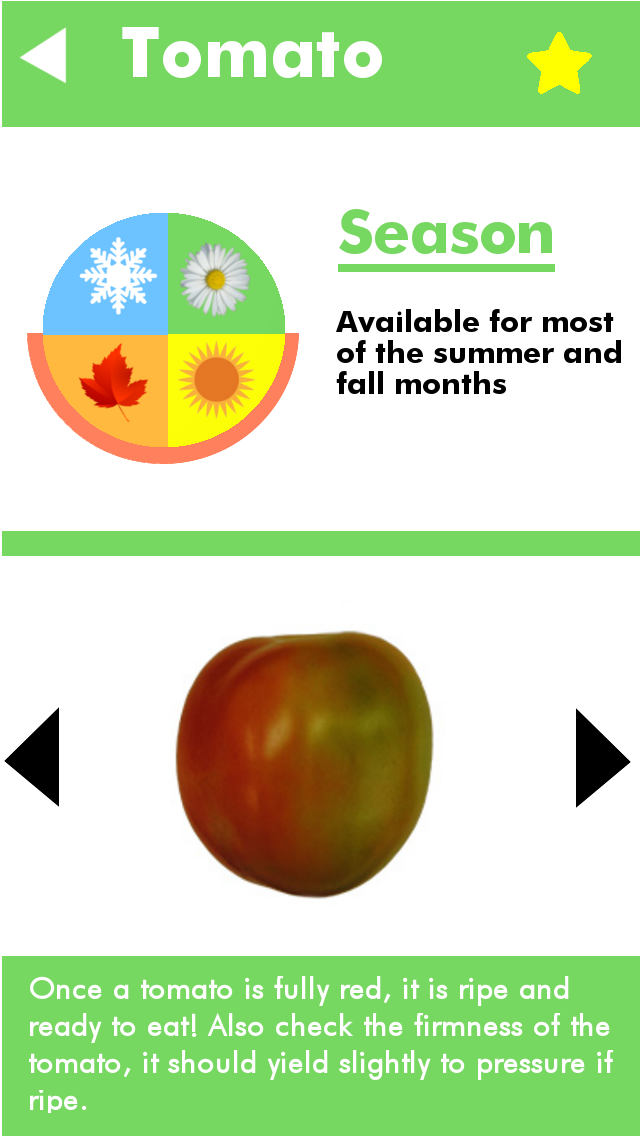 Tomato
Season
Available for most
of the summer and
fall months
Once a tomato is fully red, it is ripe and
ready to eat! Also check the firmness of the
tomato, it should yield slightly to pressure if
ripe.